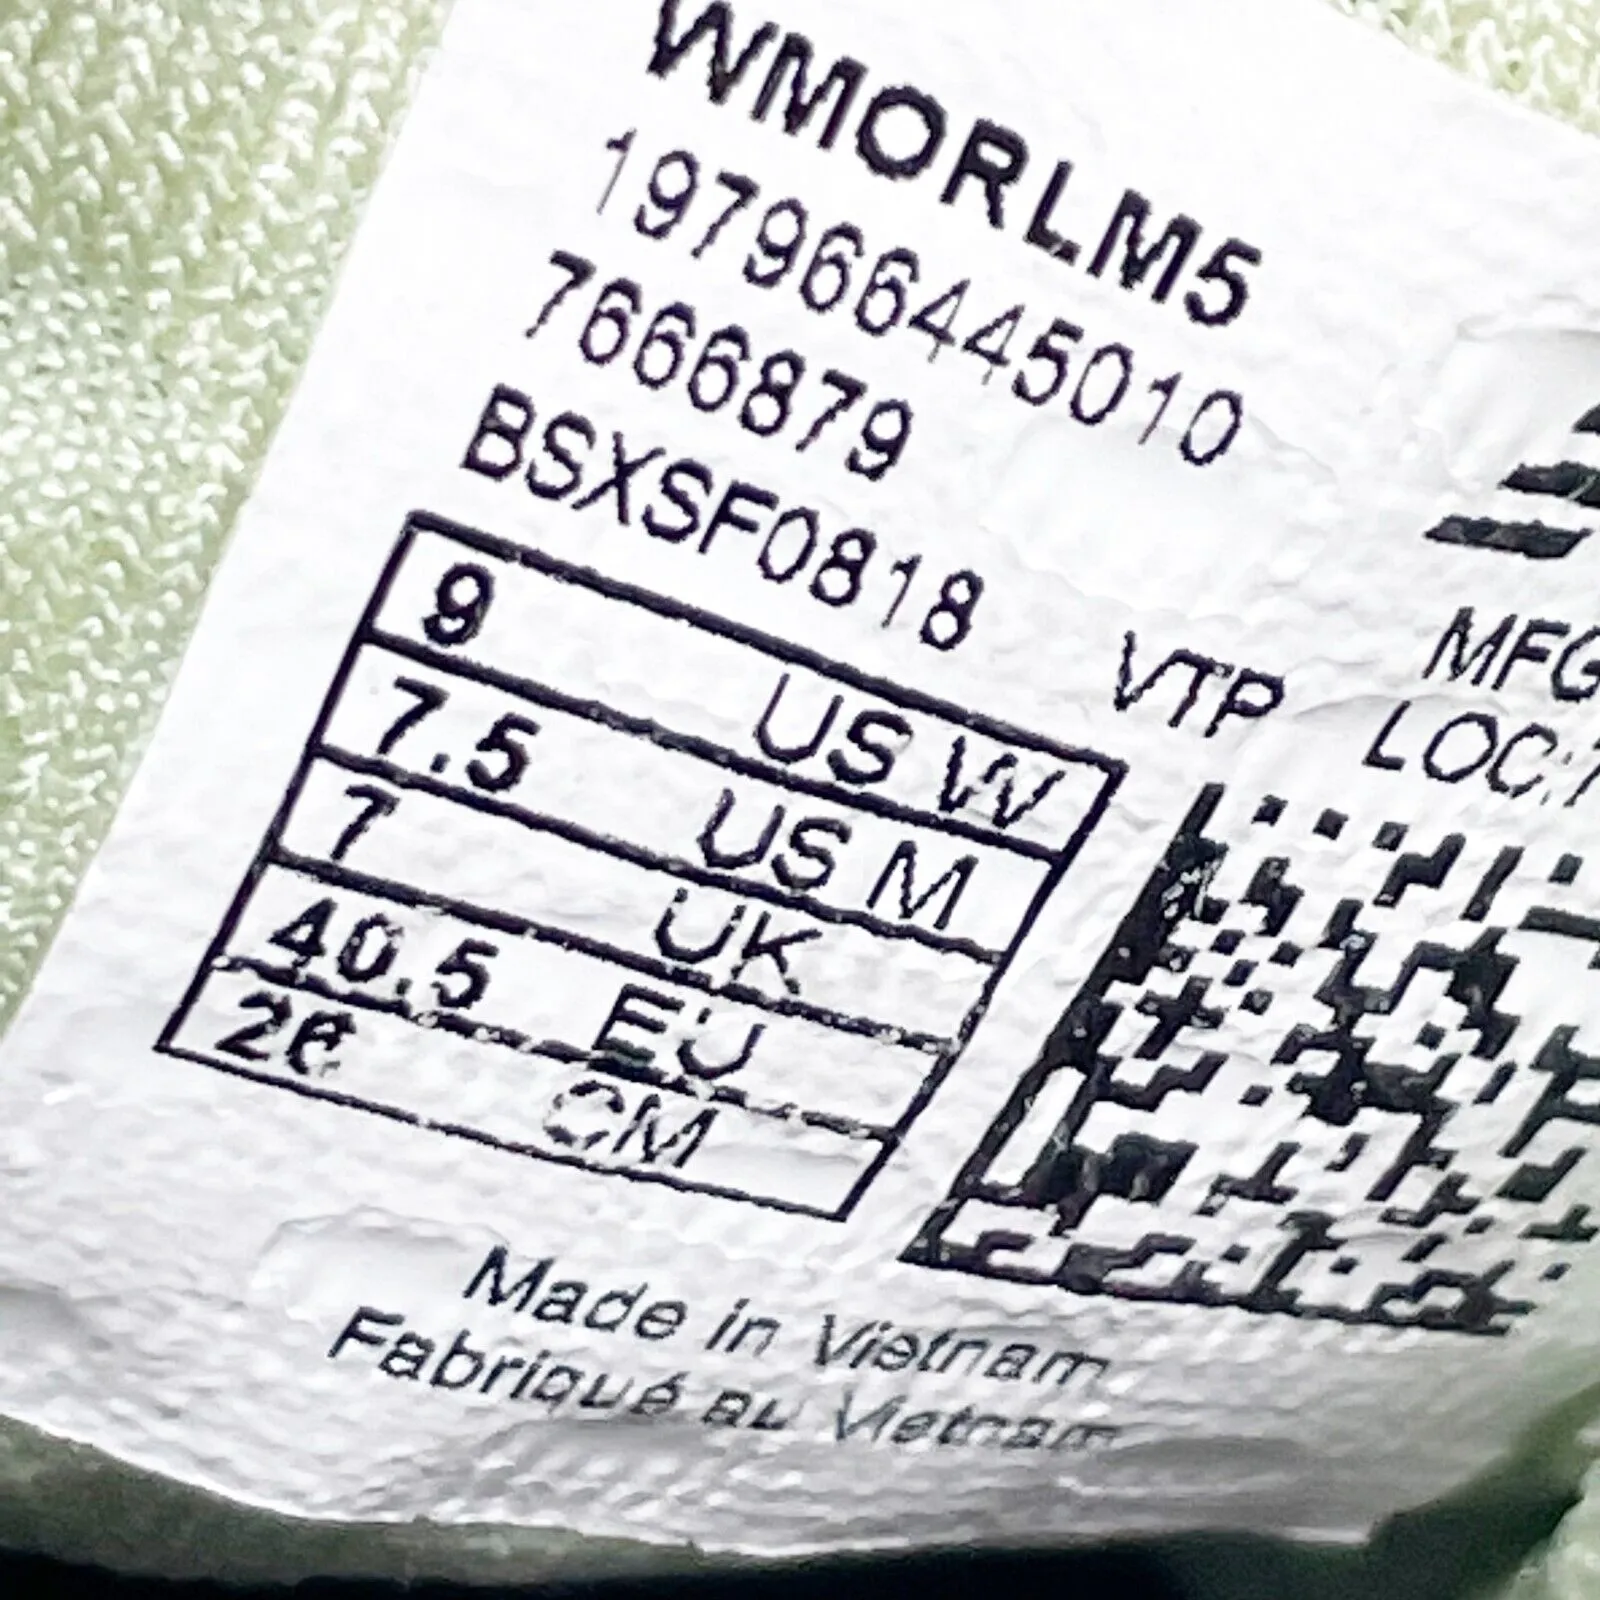 WMORLM5
197966445010
7666879
BSXSF0818
VTP
MFG
LOC:
9 US W
7.5 US M
7 UK
40.5 EU
26 CM
Made in Vietnam
Fabriqué au Vietnam